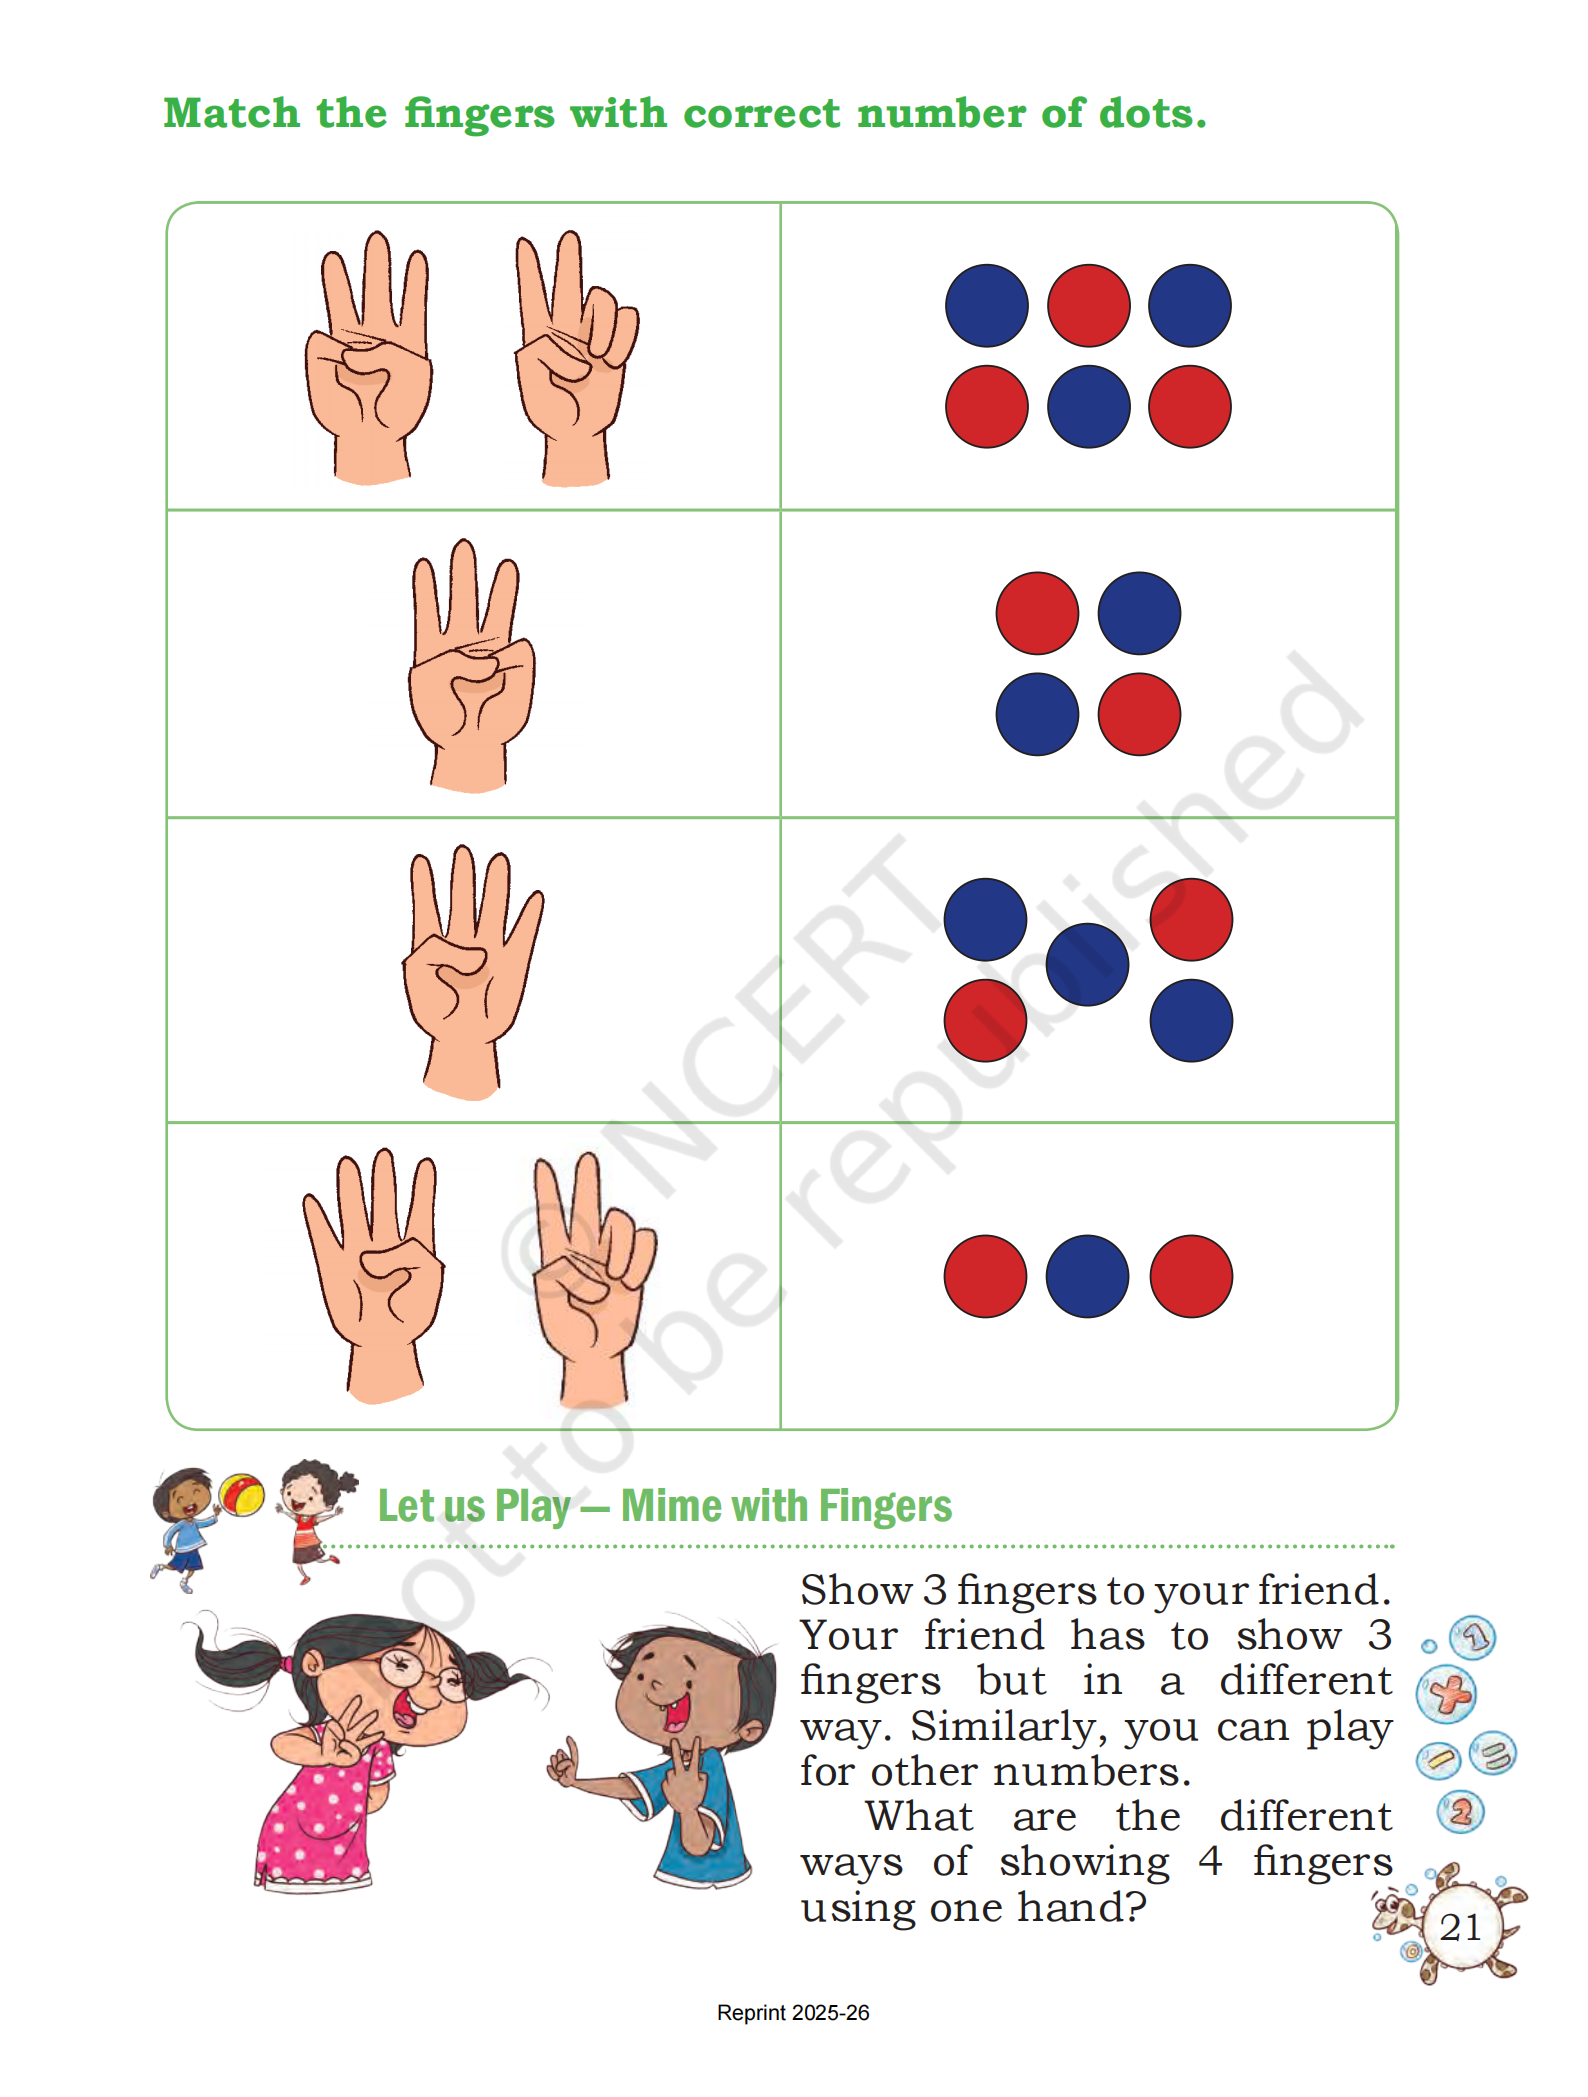 Match the fingers with correct number of dots.
© NCERT
not to be republished
Let us Play— Mime with Fingers
Show 3 fingers to your friend.
Your friend has to show 3
fingers but in a different
way. Similarly, you can play
for other numbers.
What are the different
ways of showing 4 fingers
using one hand?
1
2
21
Reprint 2025-26